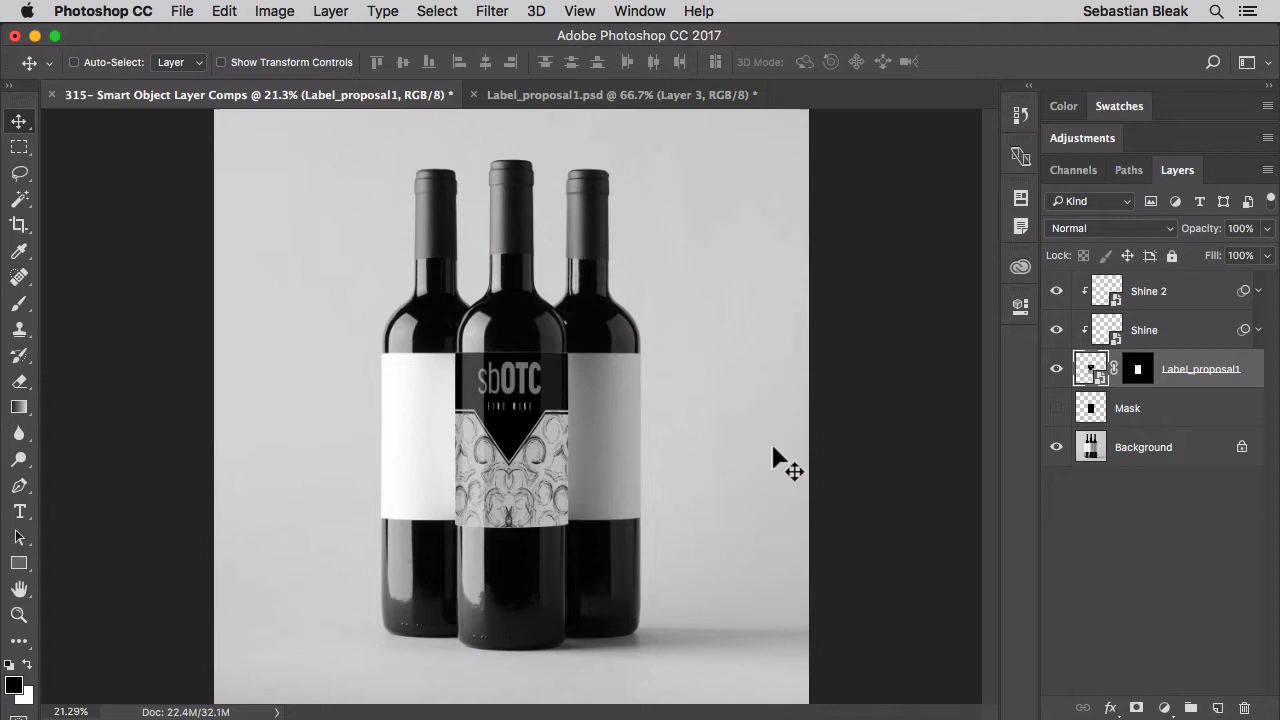 Photoshop CC File Edit Image Layer Type Select Filter 3D View Window Help Sebastian Bleak
Adobe Photoshop CC 2017
Auto-Select: Layer Show Transform Controls 3D Mode:
315- Smart Object Layer Comps @ 21.3% (Label_proposal1, RGB/8) * Label_proposal1.psd @ 66.7% (Layer 3, RGB/8) *
Color Swatches
Adjustments
Channels Paths Layers
Kind
Normal Opacity: 100%
Lock: Fill: 100%
Shine 2
Shine
Label_proposal1
Mask
Background
sbOTC
FINE WINE
21.29% Doc: 22.4M/32.1M